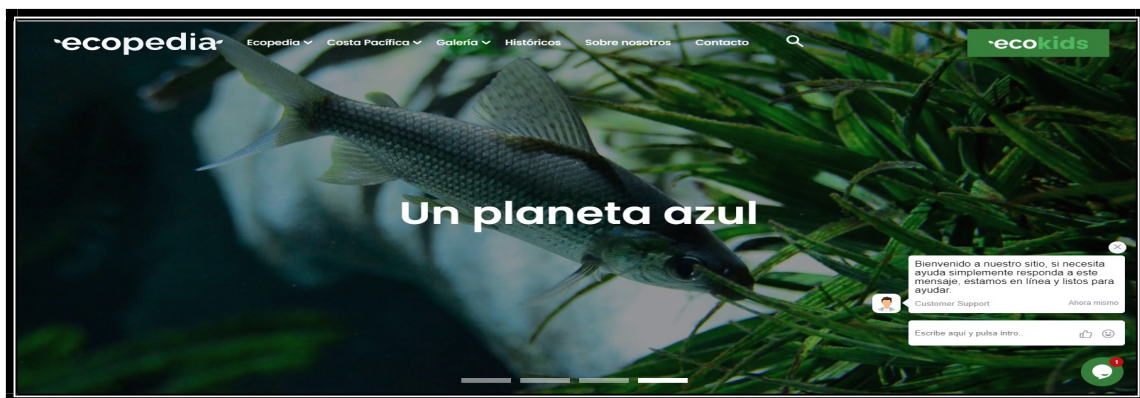 ecopedia
Ecopedia Costa Pacífica Galería Históricos Sobre nosotros Contacto
ecokids
Un planeta azul
Bienvenido a nuestro sitio, si necesita
ayuda simplemente responda a este
mensaje, estamos en línea y listos para
ayudar.
Customer Support Ahora mismo
Escribe aquí y pulsa intro..
1